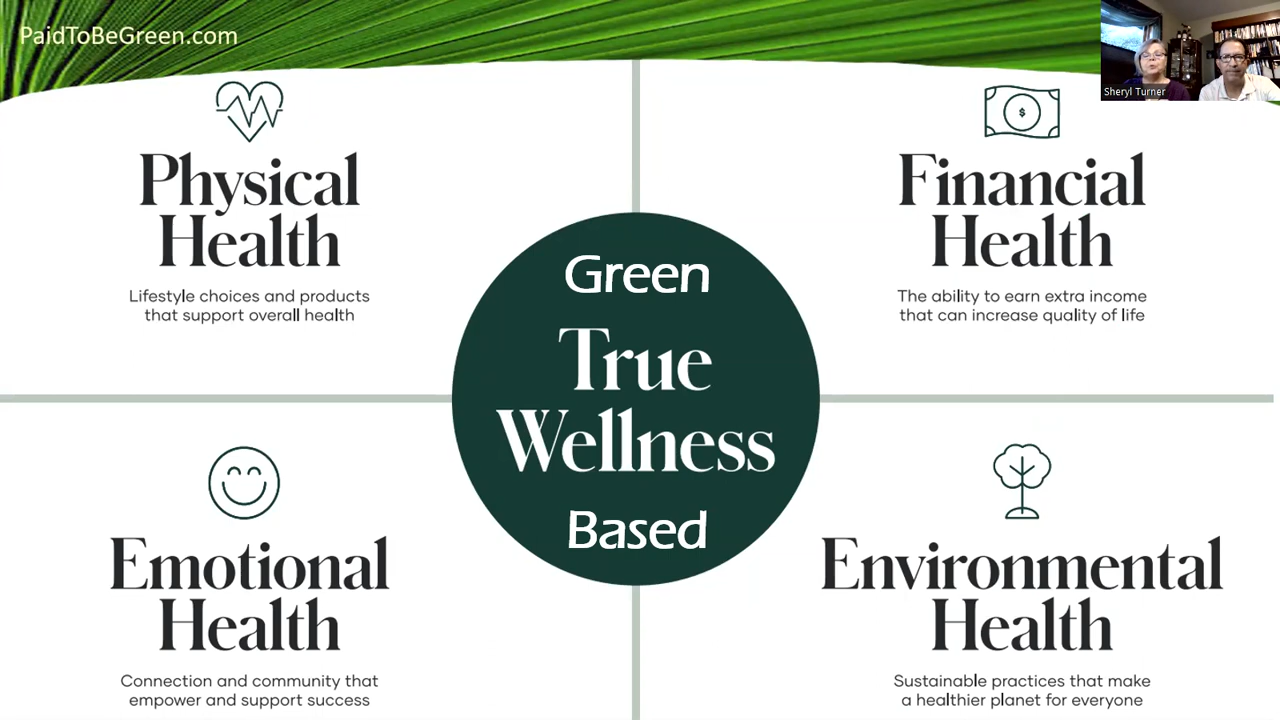 PaidToBeGreen.com
Sheryl Turner
Physical
Health
Lifestyle choices and products
that support overall health
$
Financial
Health
The ability to earn extra income
that can increase quality of life
Green
True
Wellness
Based
Emotional
Health
Connection and community that
empower and support success
Environmental
Health
Sustainable practices that make
a healthier planet for everyone